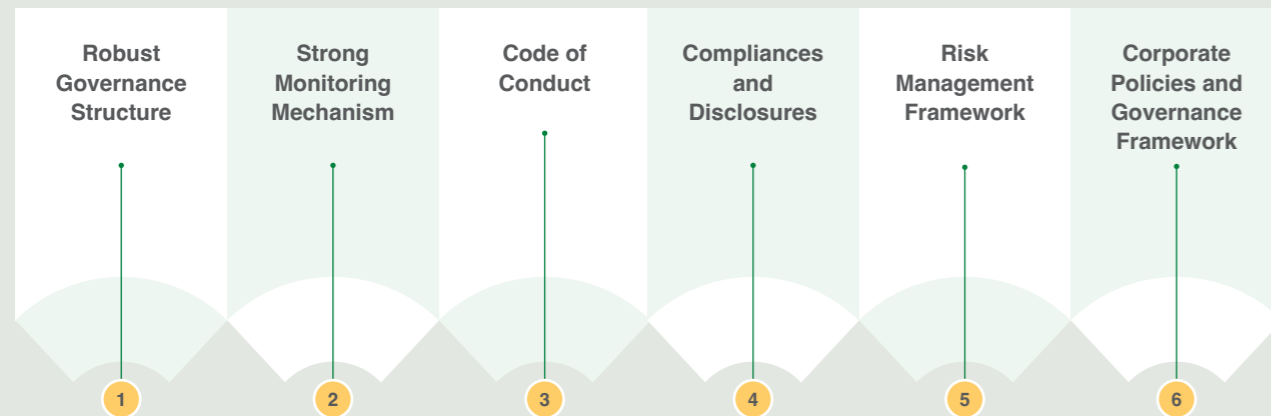 Robust
Governance
Structure
Strong
Monitoring
Mechanism
Code of
Conduct
Compliances
and
Disclosures
Risk
Management
Framework
Corporate
Policies and
Governance
Framework
1
2
3
4
5
6